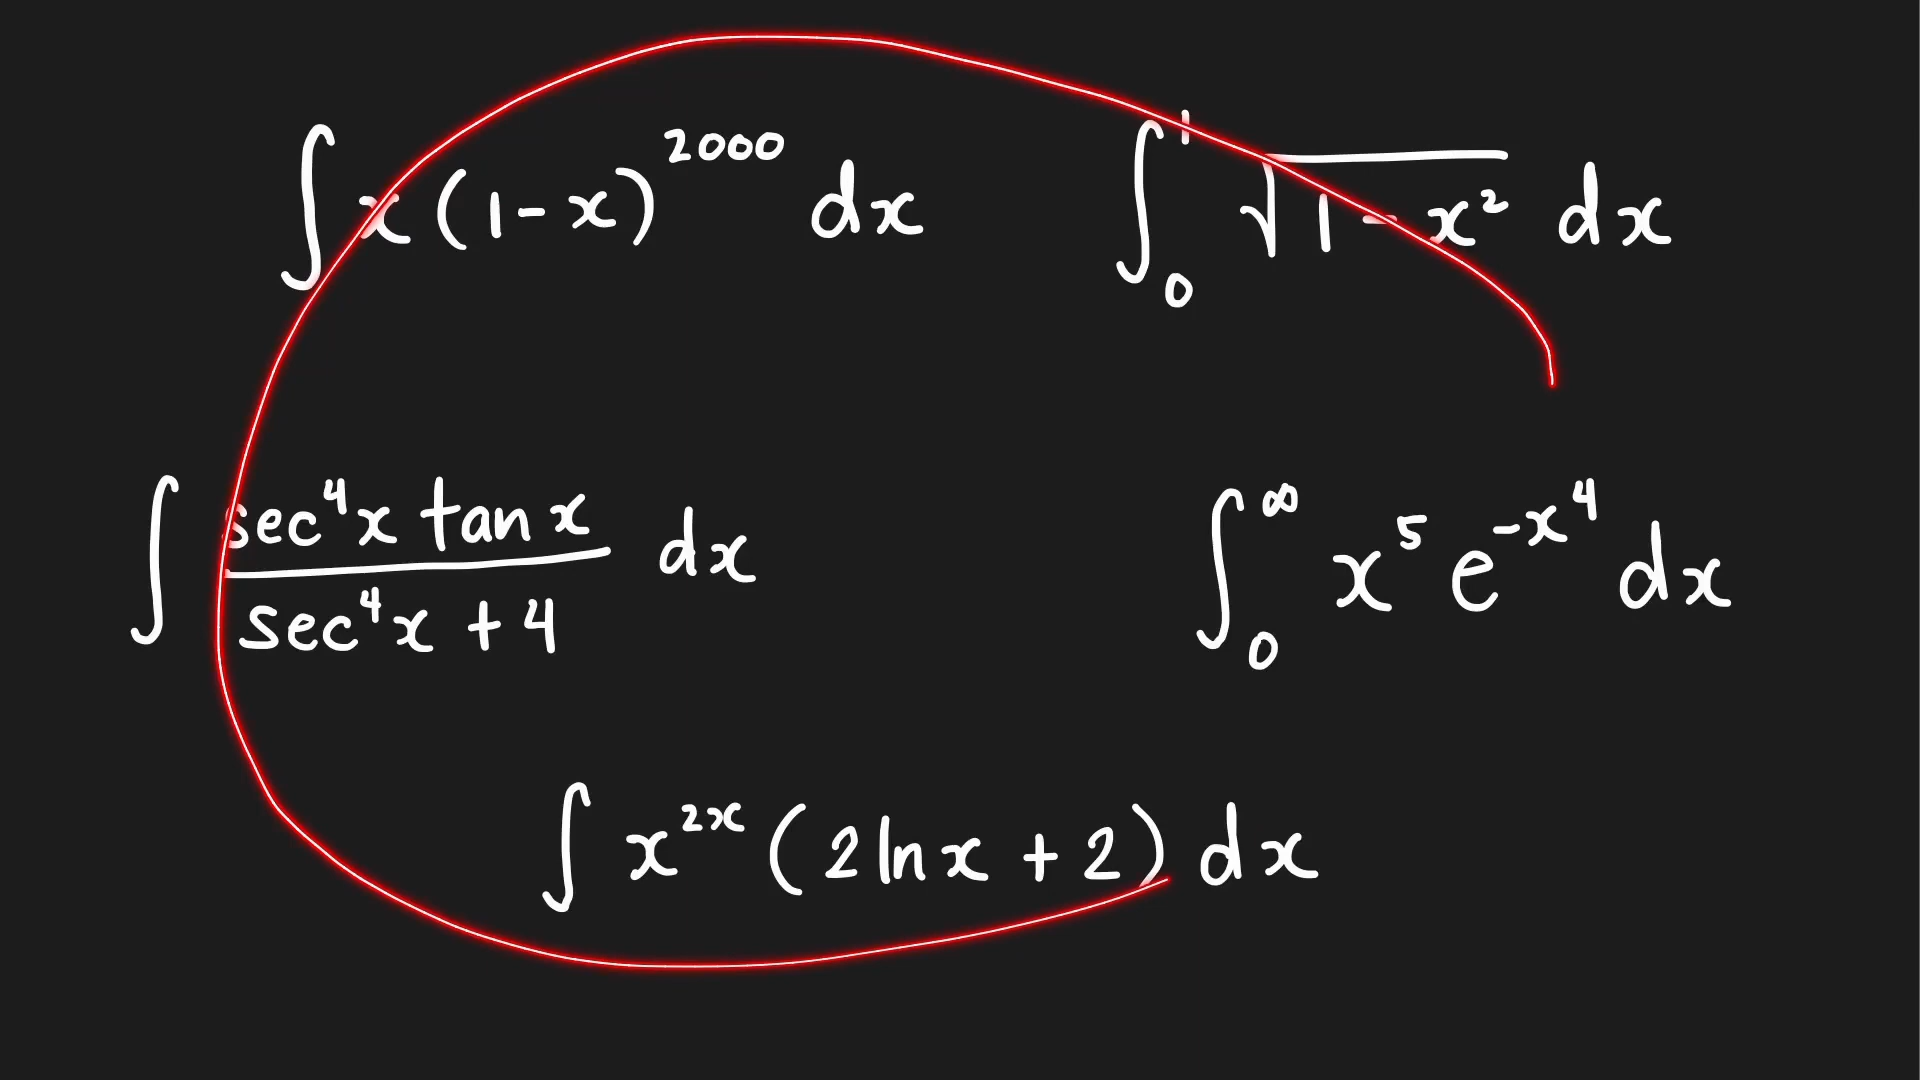 ∫ x(1-x)^2000 dx
∫_0^1 √(1-x²) dx
∫ (sec⁴x tan x)/(sec⁴x + 4) dx
∫_0^∞ x⁵ e^(-x⁴) dx
∫ x^(2x) (2 ln x + 2) dx